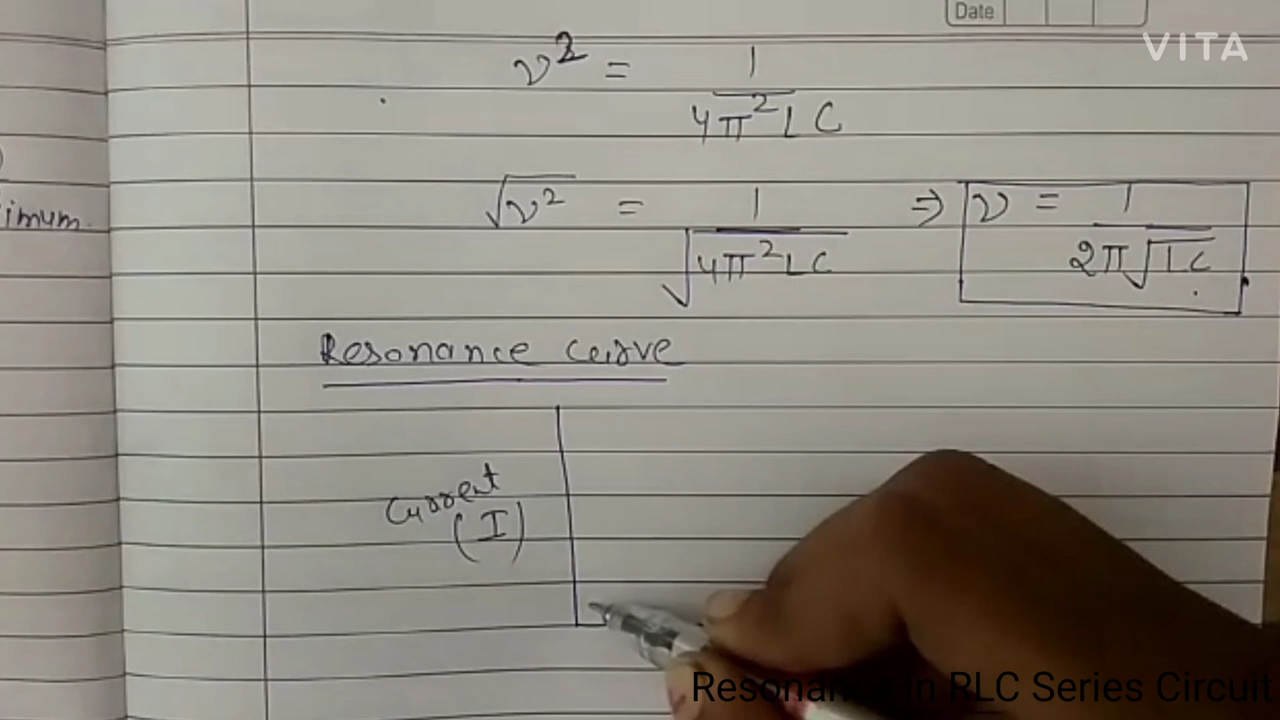 Date
VITA
ν² = 1 / 4π²LC
imum.
√ν² = 1 / √4π²LC ⇒ ν = 1 / 2π√LC
Resonance curve
Current
(I)
Resonance in RLC Series Circuit.